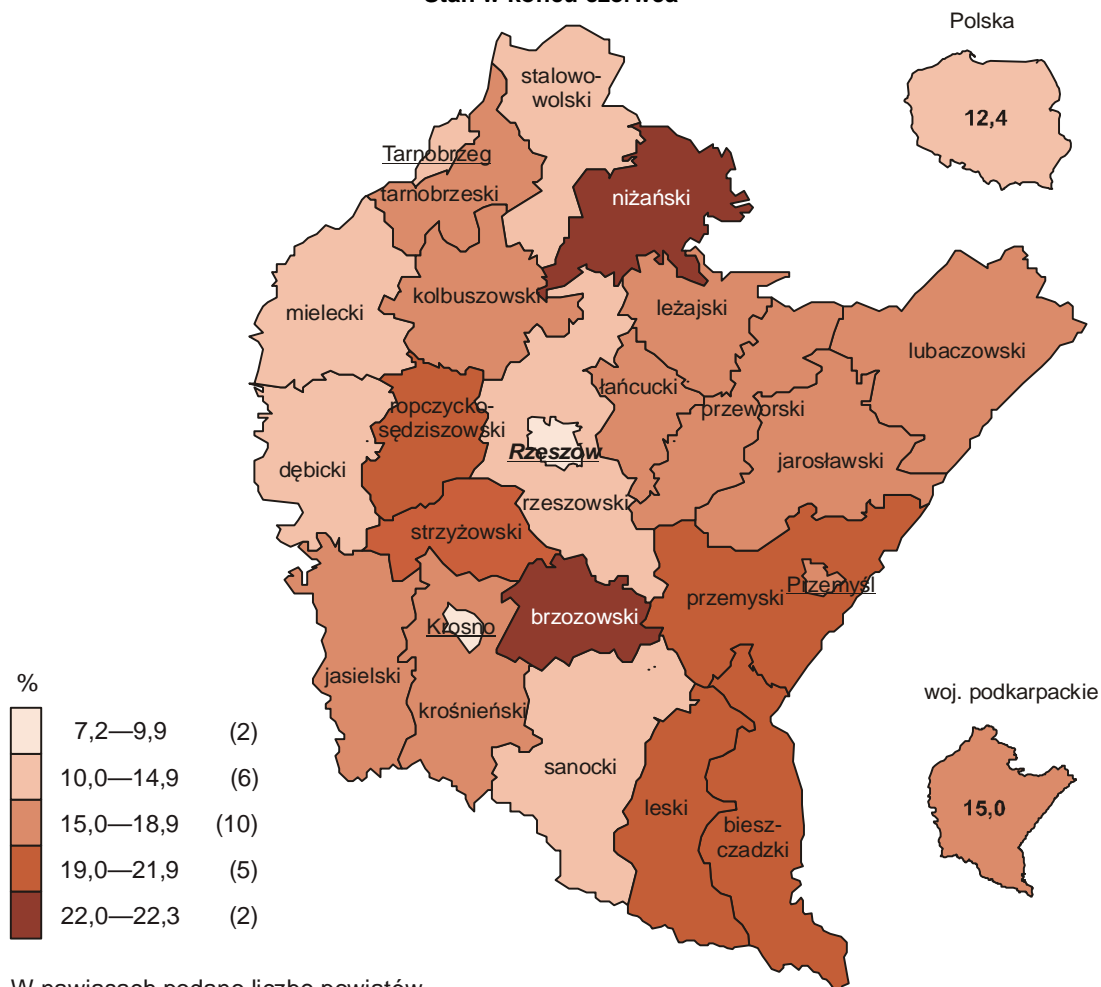 Stan w końcu czerwca
Polska
12,4
stalowo-
wolski
Tarnobrzeg
tarnobrzeski
niżański
mielecki
kolbuszowski
leżajski
lubaczowski
łańcucki
ropczycko-
sędziszowski
przeworski
Rzeszów
jarosławski
dębicki
rzeszowski
strzyżowski
Przemyśl
przemyski
brzozowski
Krosno
jasielski
krośnieński
sanocki
leski
biesz-
czadzki
woj. podkarpackie
15,0
%
7,2—9,9 (2)
10,0—14,9 (6)
15,0—18,9 (10)
19,0—21,9 (5)
22,0—22,3 (2)
W nawiasach podano liczbę powiatów